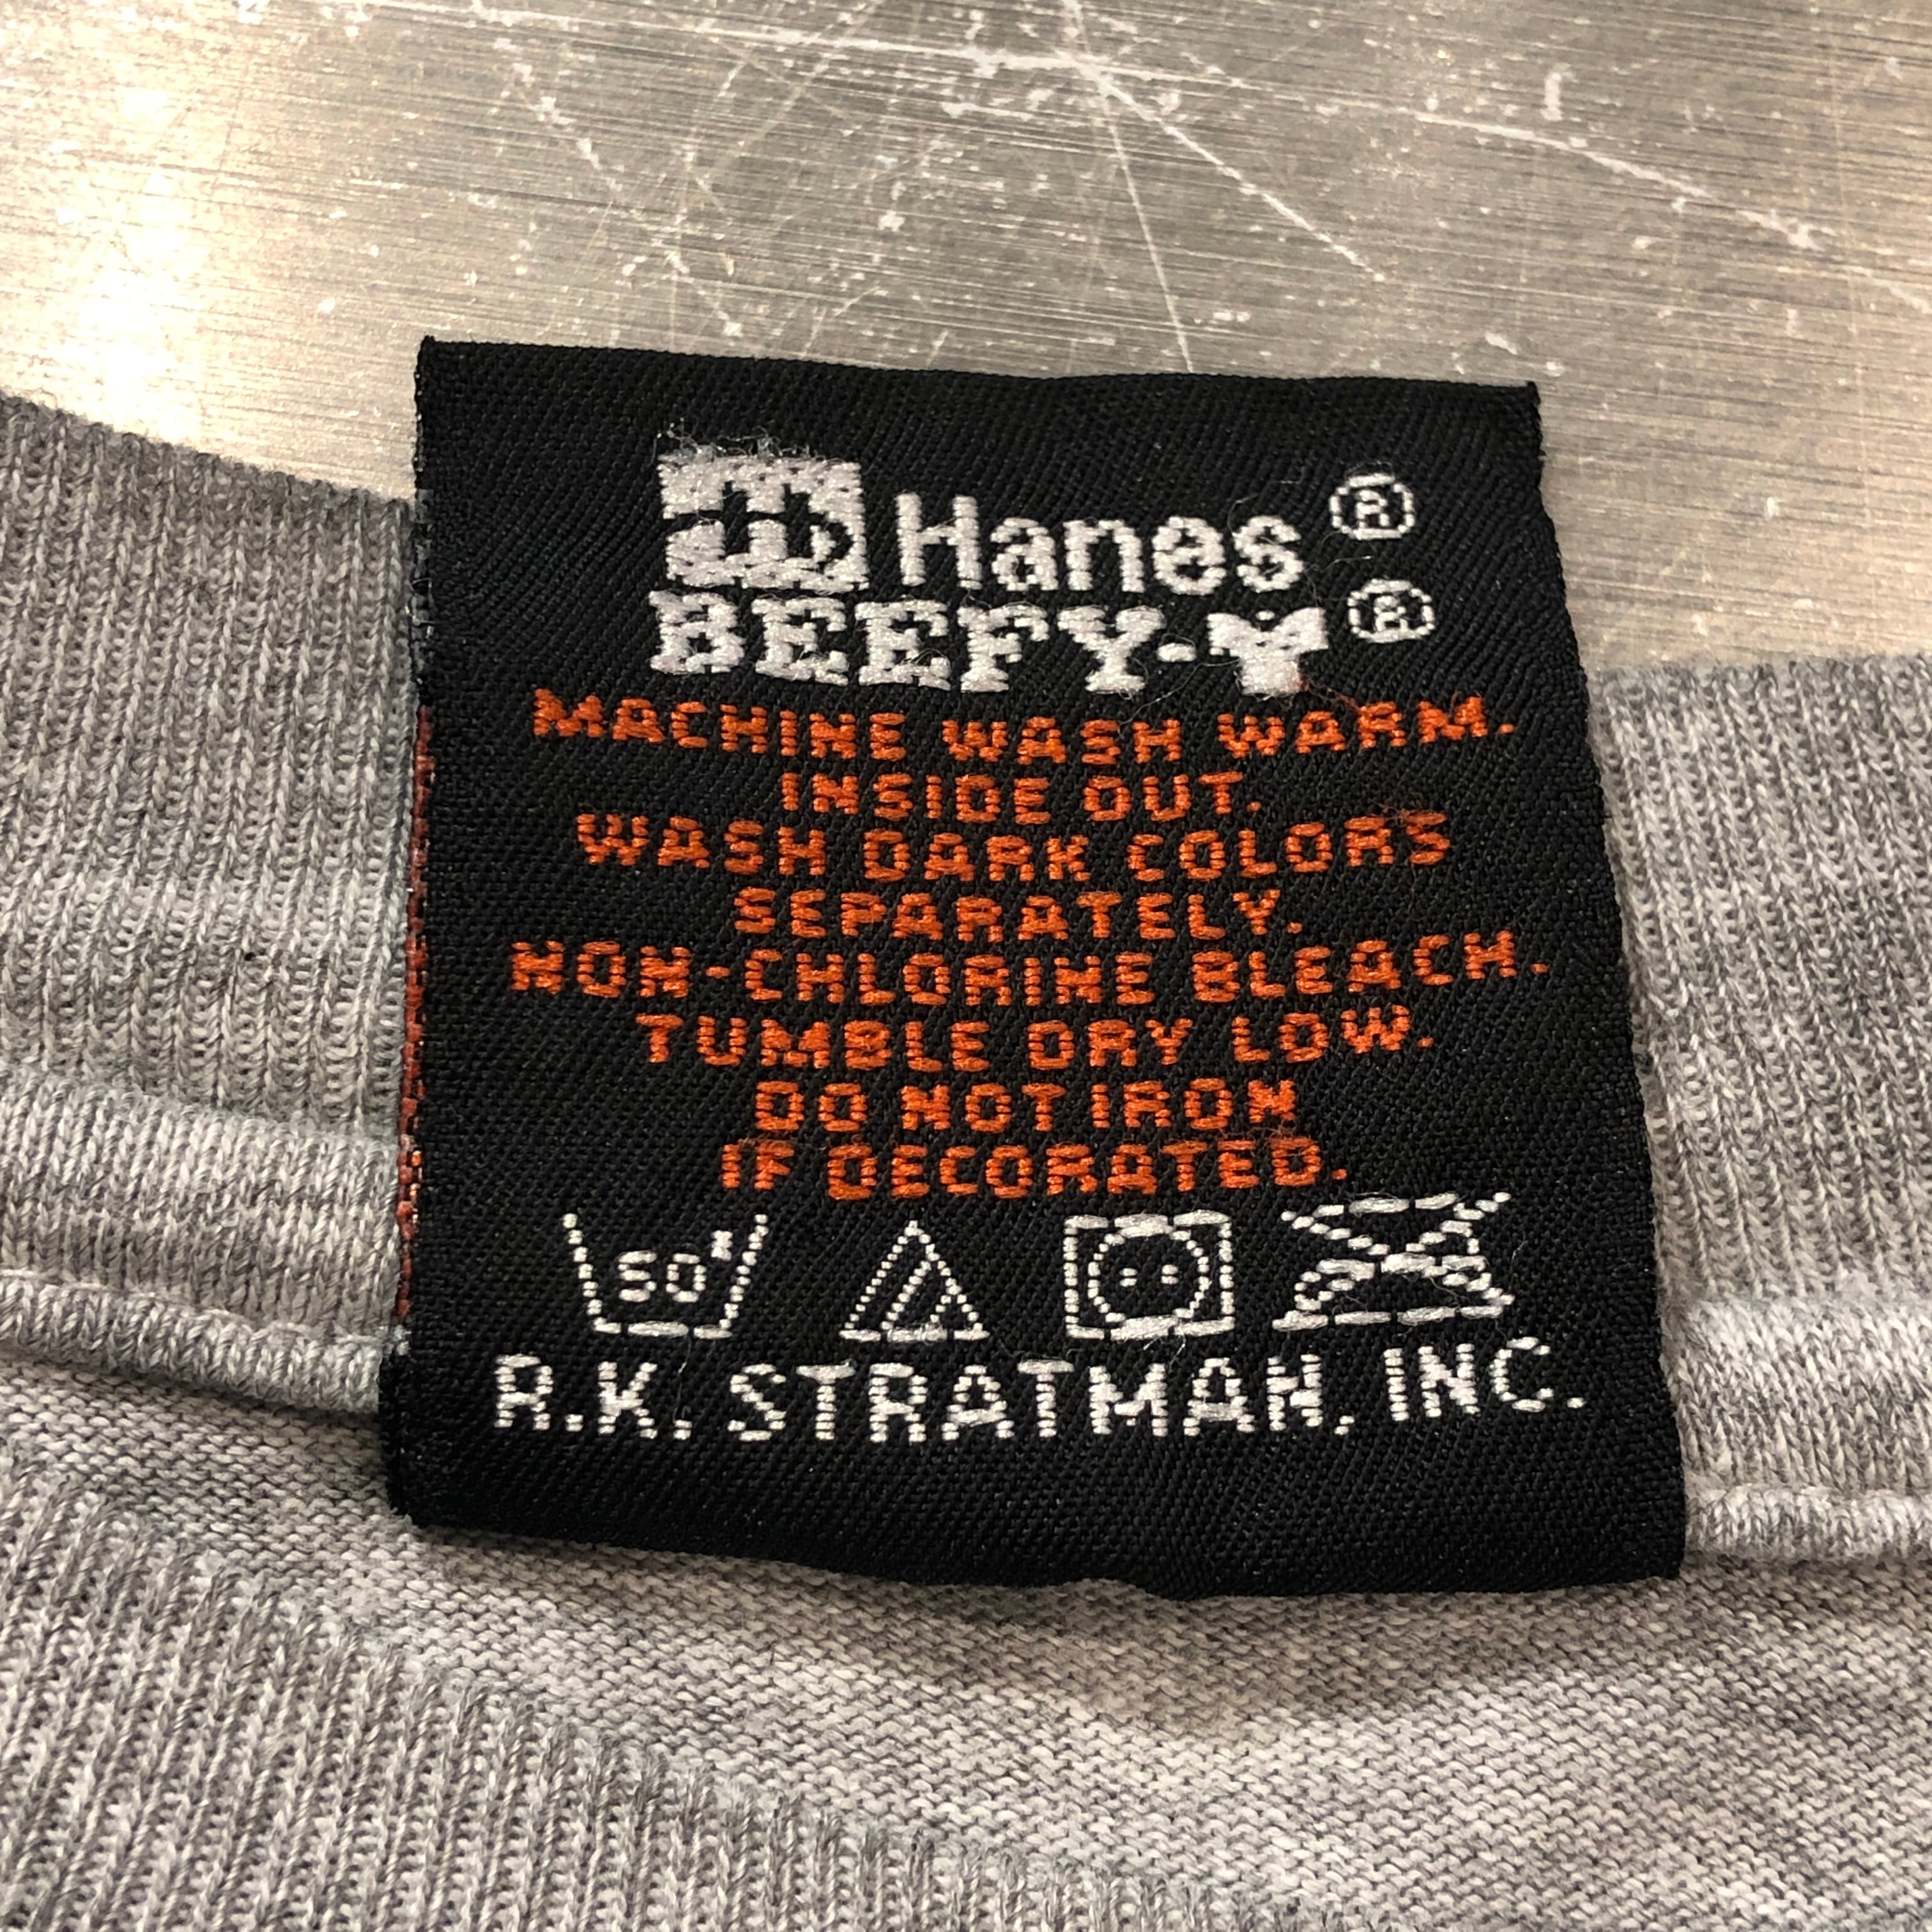 Hanes®
BEEFY-T®
MACHINE WASH WARM.
INSIDE OUT.
WASH DARK COLORS
SEPARATELY.
NON-CHLORINE BLEACH.
TUMBLE DRY LOW.
DO NOT IRON
IF DECORATED.
50°
R.K. STRATMAN, INC.